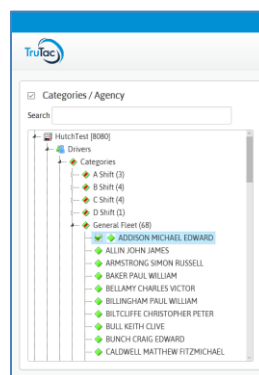 TruTac
Categories / Agency
Search
HutchTest [8080]
Drivers
Categories
A Shift (3)
B Shift (4)
C Shift (4)
D Shift (1)
General Fleet (68)
ADDISON MICHAEL EDWARD
ALLIN JOHN JAMES
ARMSTRONG SIMON RUSSELL
BAKER PAUL WILLIAM
BELLAMY CHARLES VICTOR
BILLINGHAM PAUL WILLIAM
BILTCLIFFE CHRISTOPHER PETER
BULL KEITH CLIVE
BUNCH CRAIG EDWARD
CALDWELL MATTHEW FITZMICHAEL